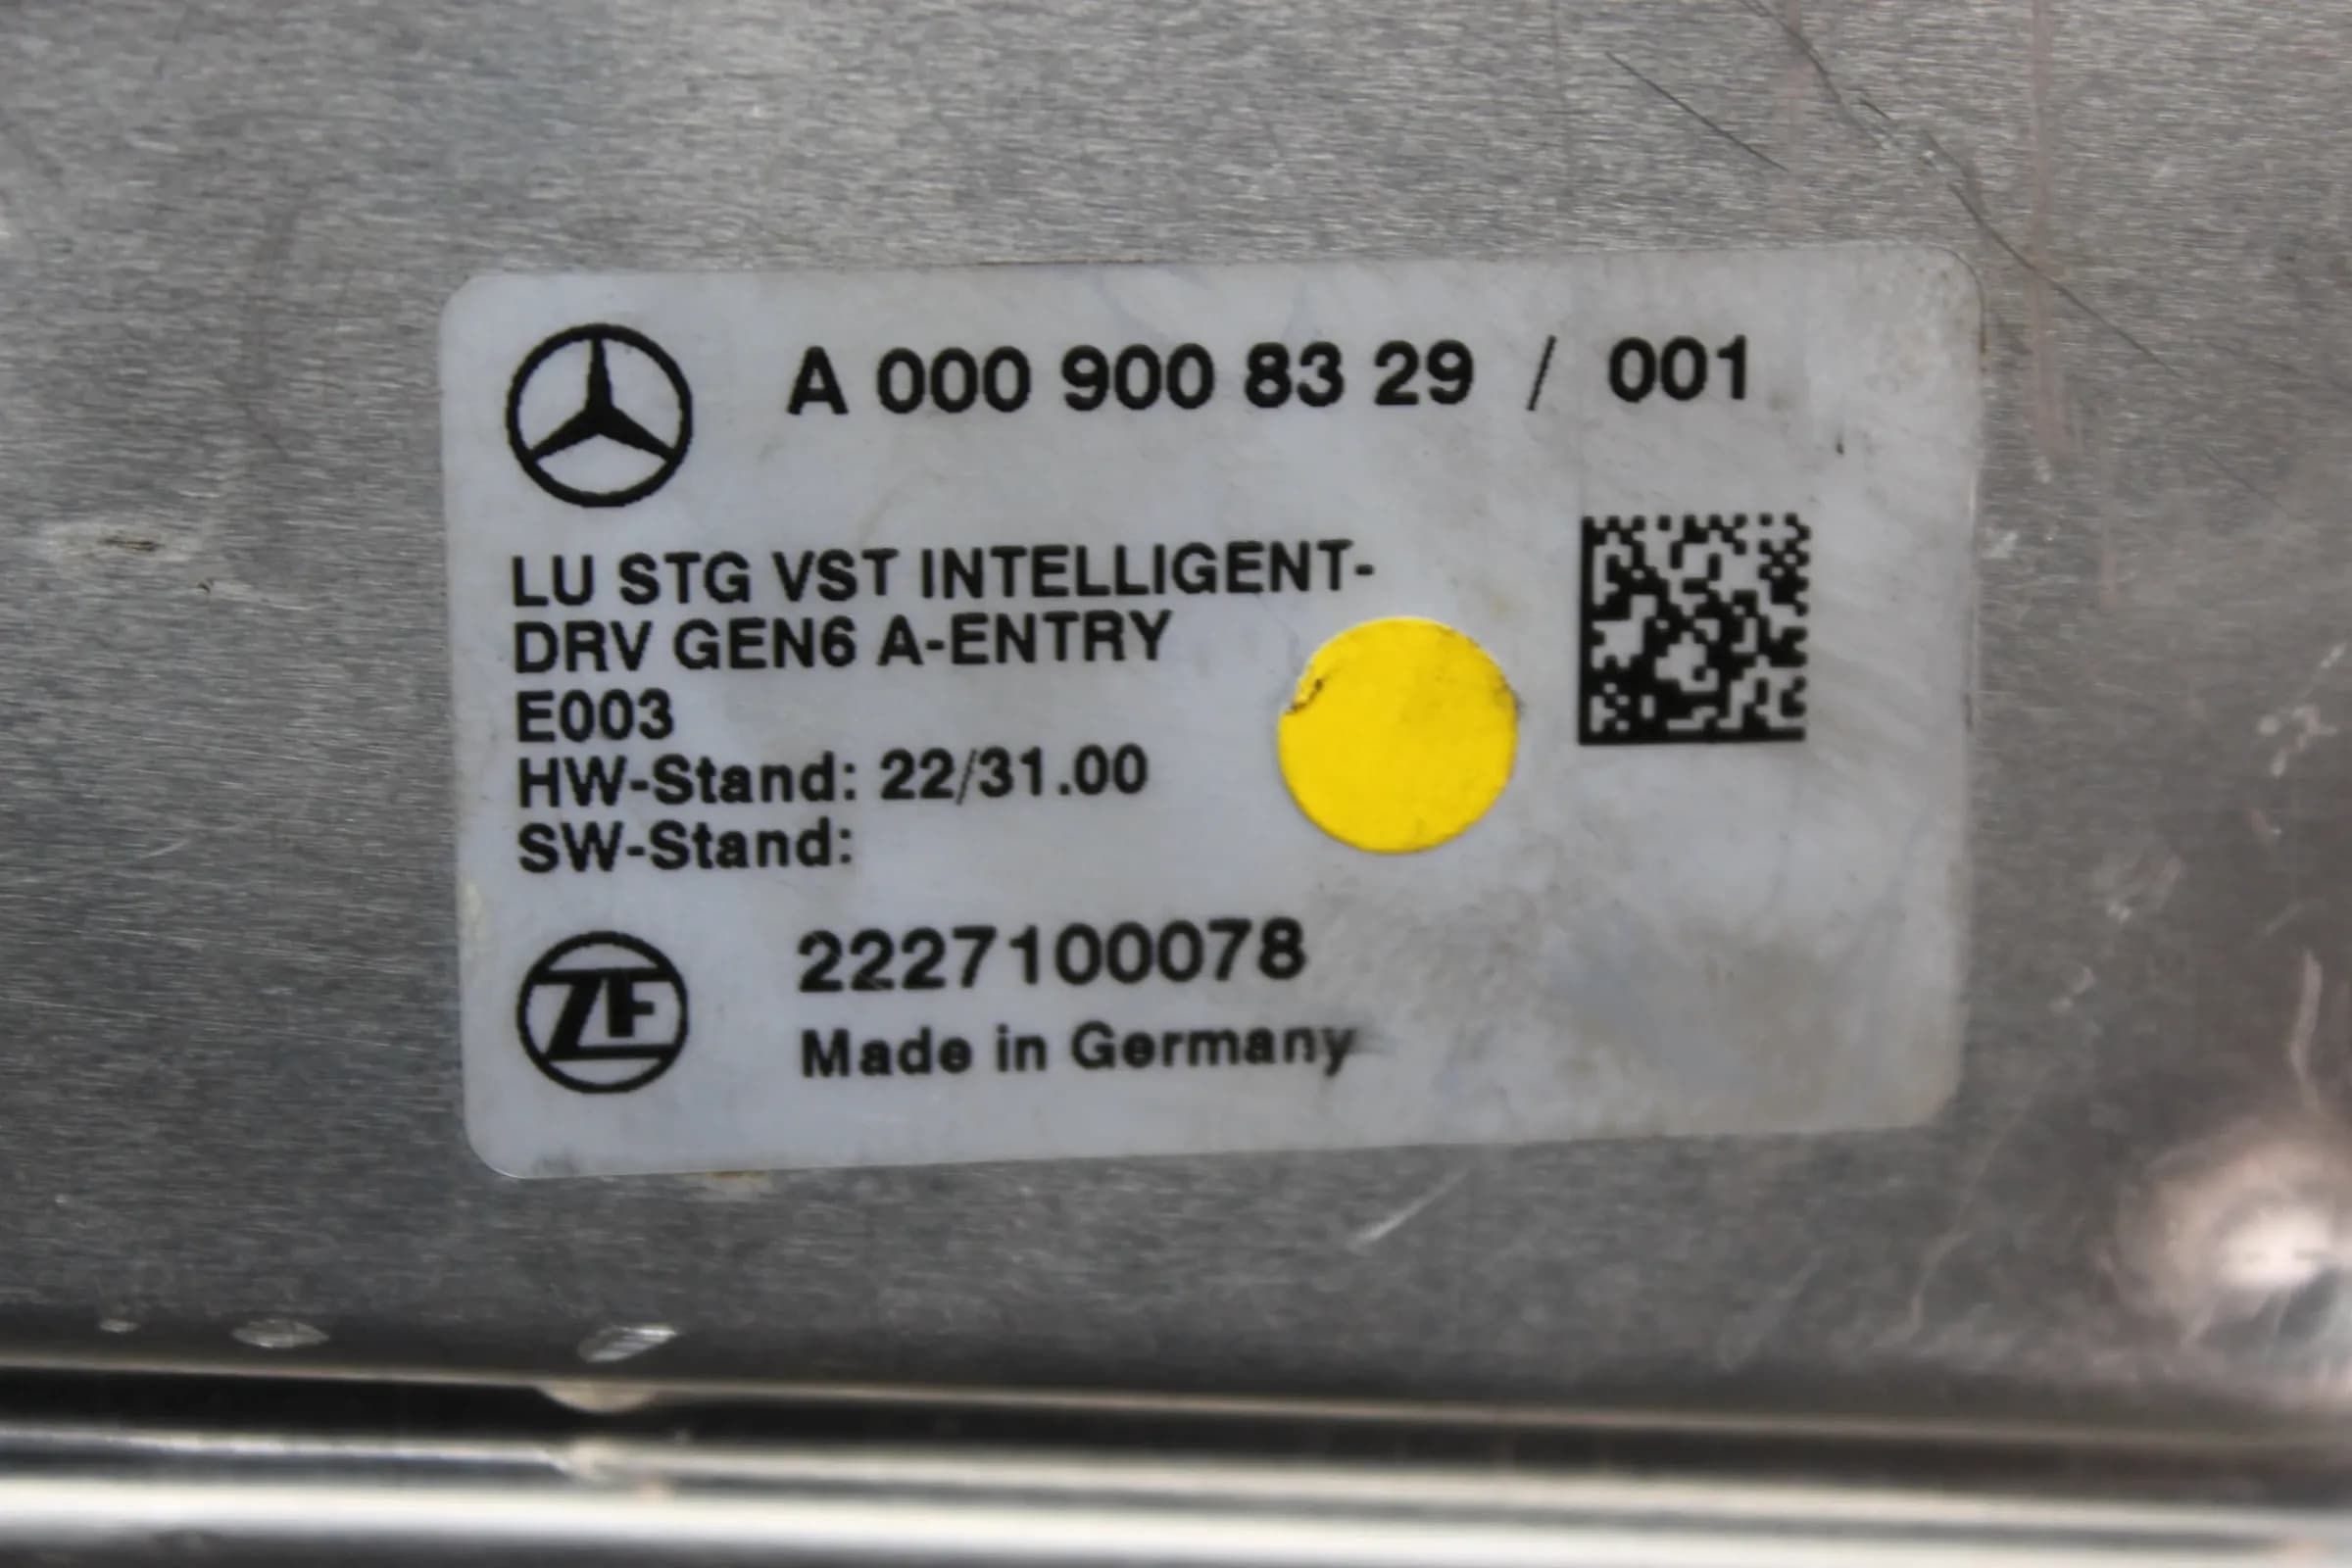 A 000 900 83 29 / 001
LU STG VST INTELLIGENT-
DRV GEN6 A-ENTRY
E003
HW-Stand: 22/31.00
SW-Stand:
ZF
2227100078
Made in Germany